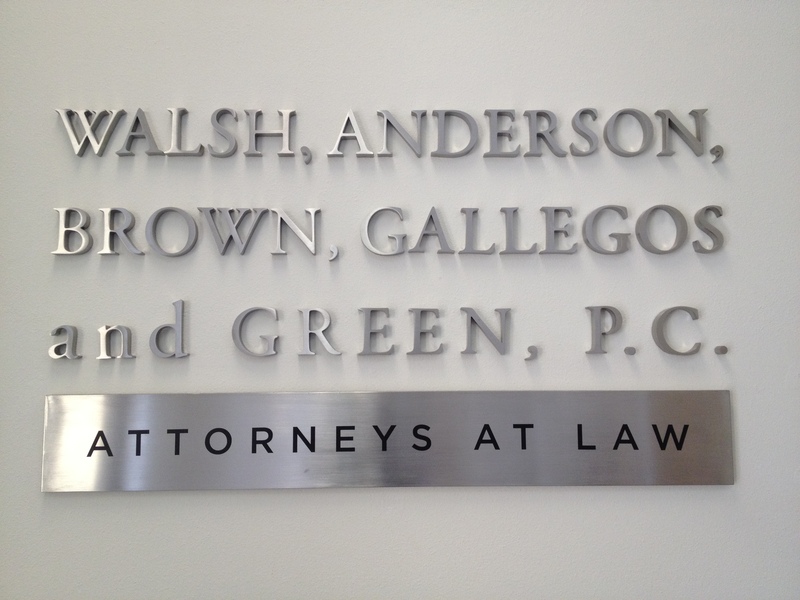 WALSH, ANDERSON,
BROWN, GALLEGOS
and GREEN, P.C.
ATTORNEYS AT LAW